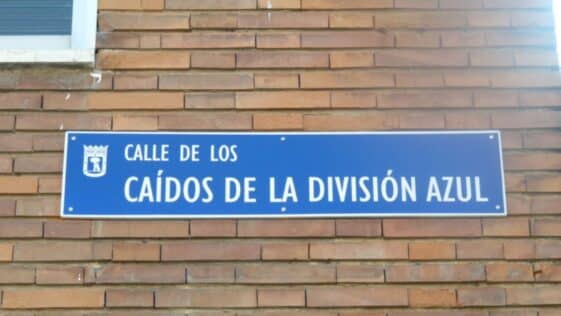 CALLE DE LOS
CAÍDOS DE LA DIVISIÓN AZUL